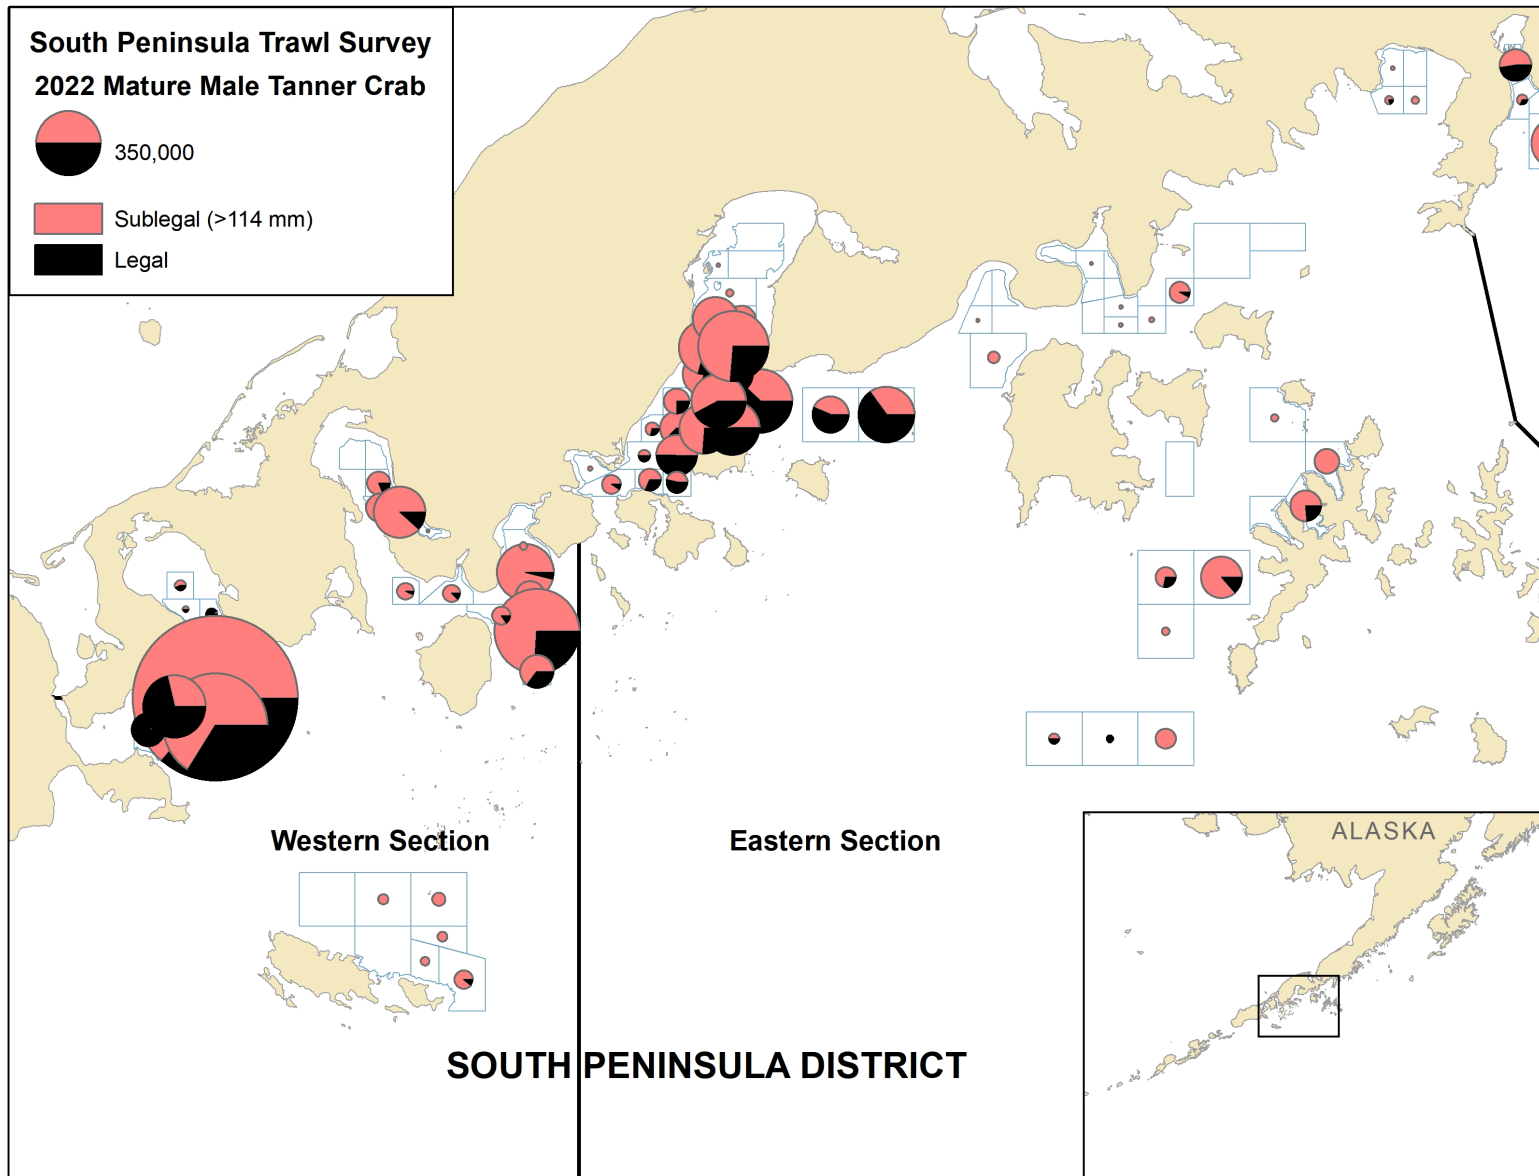 South Peninsula Trawl Survey
2022 Mature Male Tanner Crab
350,000
Sublegal (>114 mm)
Legal
Western Section
Eastern Section
ALASKA
SOUTH PENINSULA DISTRICT